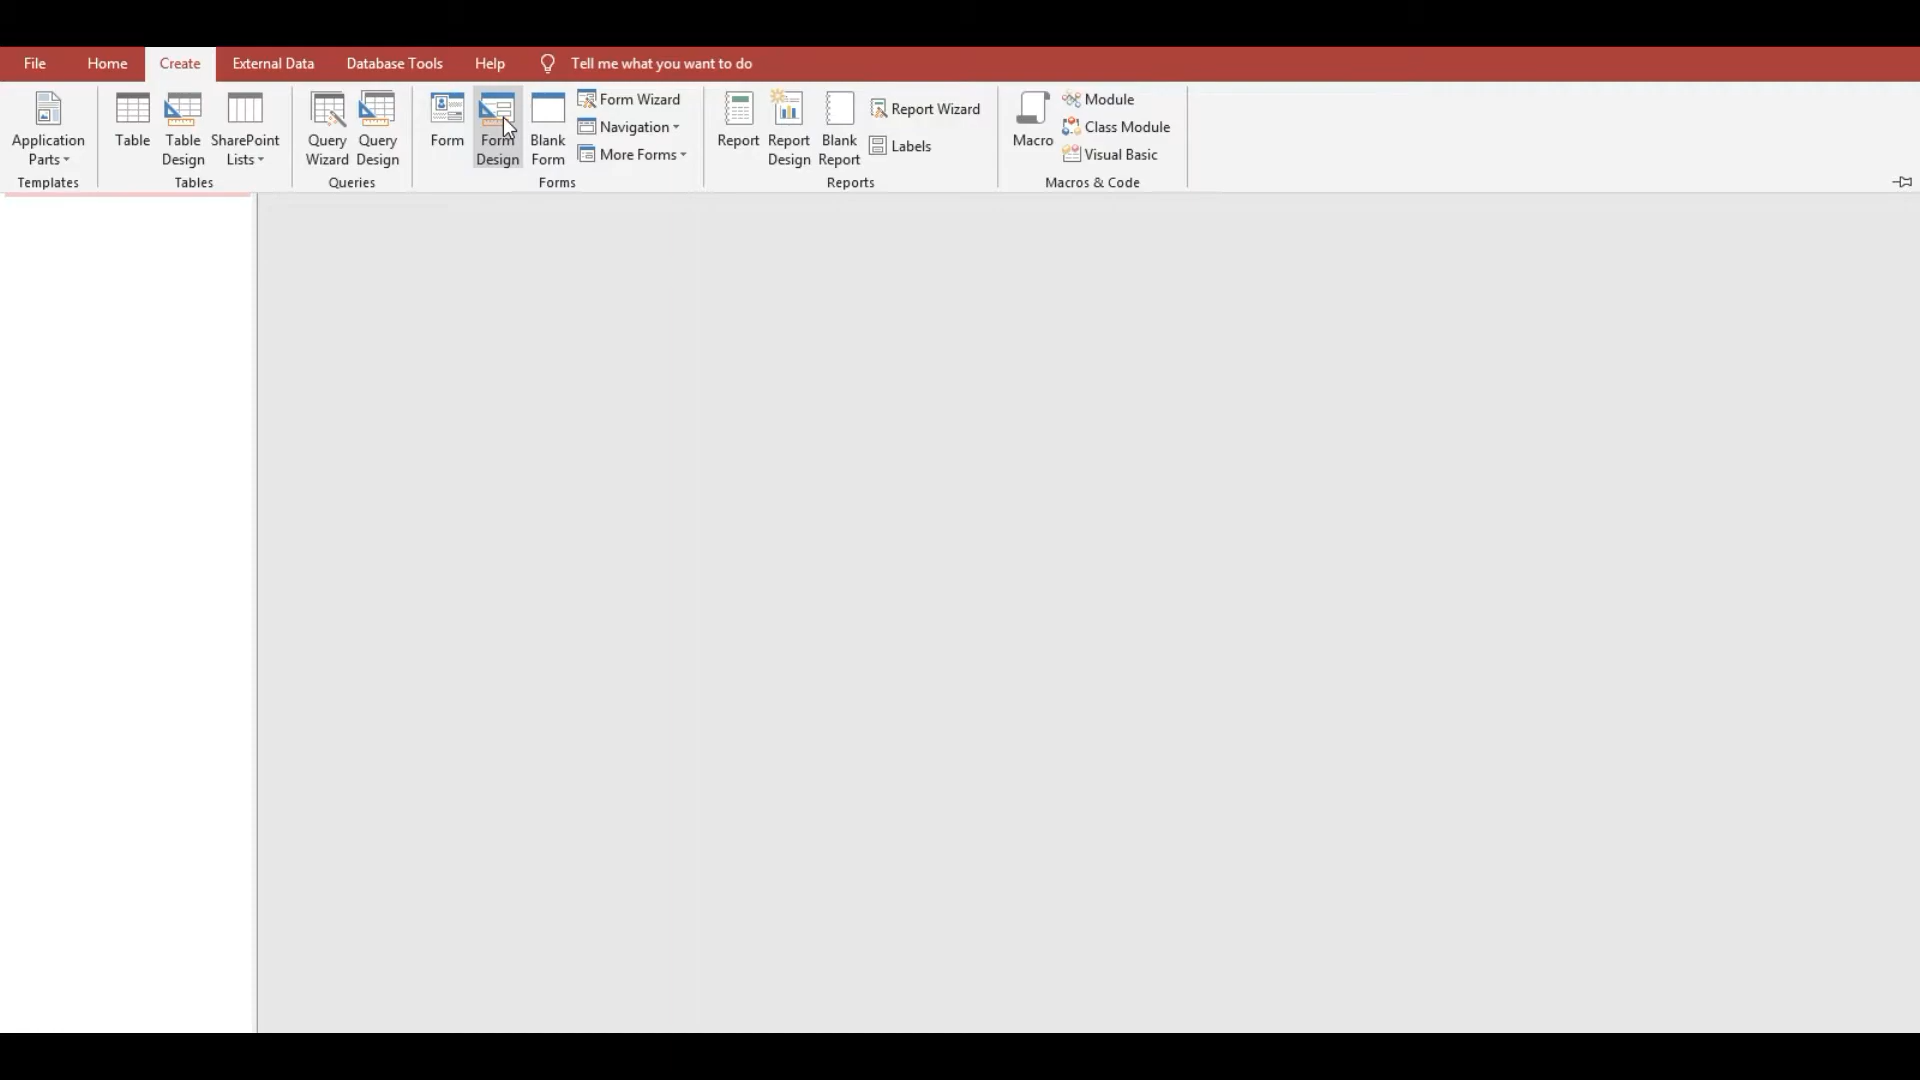 File Home Create External Data Database Tools Help Tell me what you want to do
Application
Parts
Templates
Table
Table
Design
SharePoint
Lists
Tables
Query
Wizard
Query
Design
Queries
Form
Form
Design
Blank
Form
Form Wizard
Navigation
More Forms
Forms
Report
Report
Design
Blank
Report
Report Wizard
Labels
Reports
Macro
Module
Class Module
Visual Basic
Macros & Code